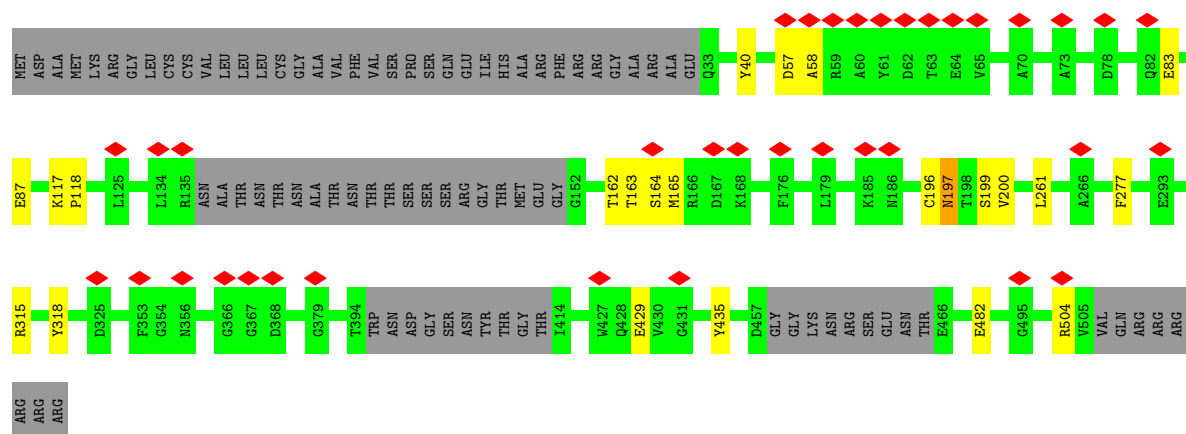 MET ASP ALA MET LYS ARG GLY LEU CYS CYS VAL LEU LEU LEU CYS GLY ALA VAL PHE VAL SER PRO SER GLN GLU ILE HIS ALA ARG PHE ARG ARG GLY ALA ARG ALA GLU Q33 Y40 D57 A58 R59 A60 Y61 D62 T63 E64 V65 A70 A73 D78 Q82 E83
E87 K117 P118 L125 L134 R135 ASN ALA THR ASN THR THR ASN ALA THR ASN THR THR SER SER SER ARG GLY THR MET GLU GLY G152 T162 T163 S164 M165 R166 D167 K168 F176 L179 K185 N186 C196 N197 T198 S199 V200 L261 A266 F277 E293
R315 Y318 D325 F353 G354 N356 G366 G367 D368 G379 T394 TRP ASN ASP GLY SER ASN TYR THR GLY THR I414 W427 Q428 E429 V430 G431 Y435 D457 GLY GLY LYS ASN ARG SER GLU ASN THR E466 E482 G495 R504 V505 VAL GLN ARG ARG ARG
ARG ARG ARG